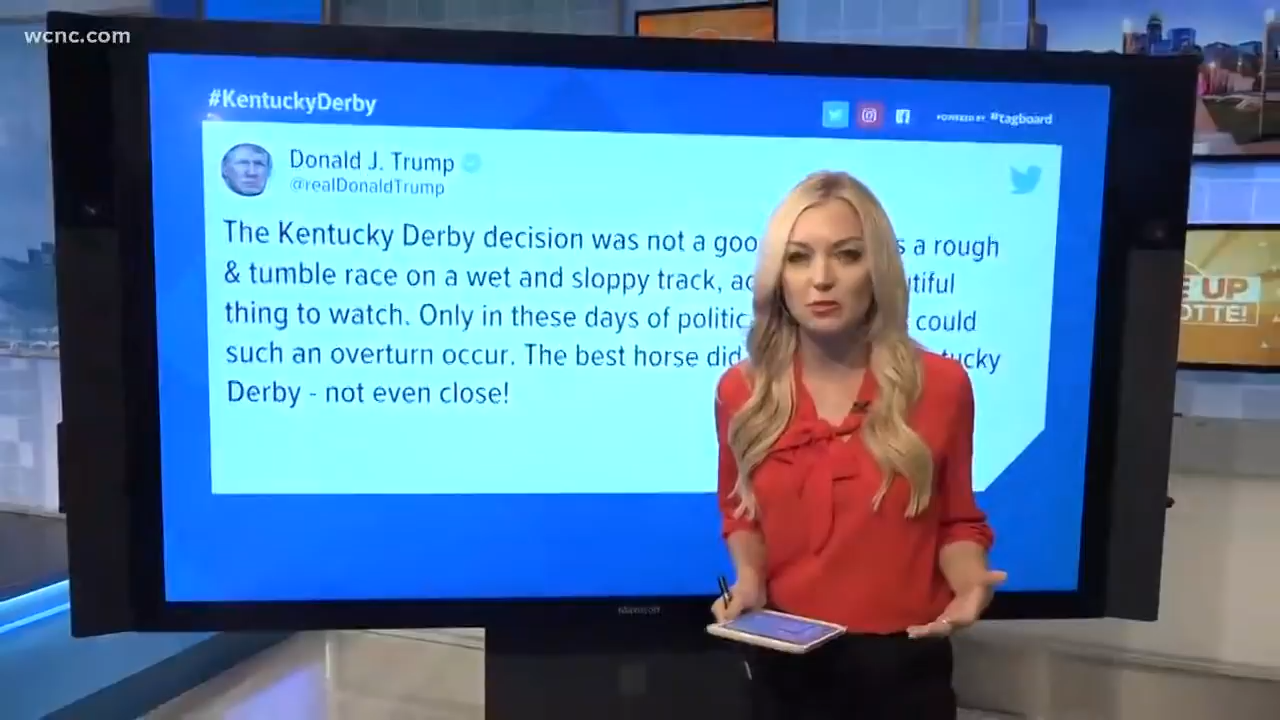 wcnc.com
#KentuckyDerby
POWERED BY #tagboard
Donald J. Trump
@realDonaldTrump
The Kentucky Derby decision was not a goo s a rough
& tumble race on a wet and sloppy track, ac utiful
thing to watch. Only in these days of politic could
such an overturn occur. The best horse did tucky
Derby - not even close!
E UP
OTTE!